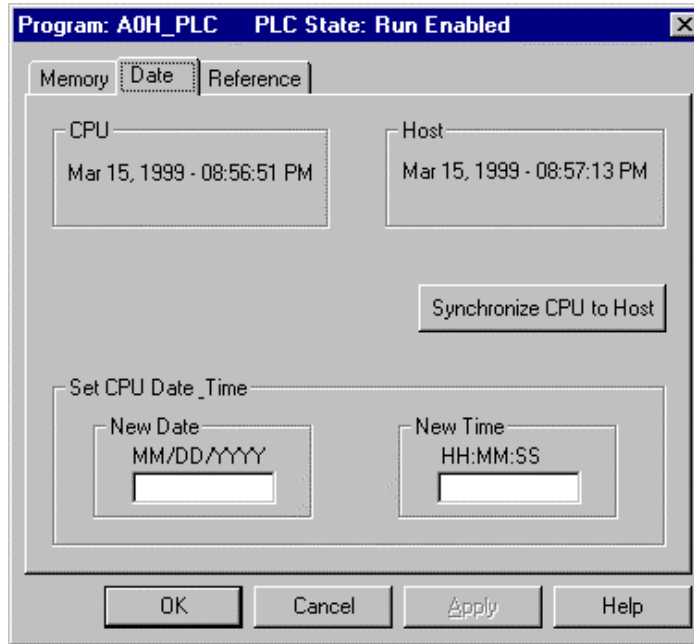 Program: A0H_PLC PLC State: Run Enabled
Memory Date Reference
CPU
Mar 15, 1999 - 08:56:51 PM
Host
Mar 15, 1999 - 08:57:13 PM
Synchronize CPU to Host
Set CPU Date_Time
New Date
MM/DD/YYYY
New Time
HH:MM:SS
OK Cancel Apply Help